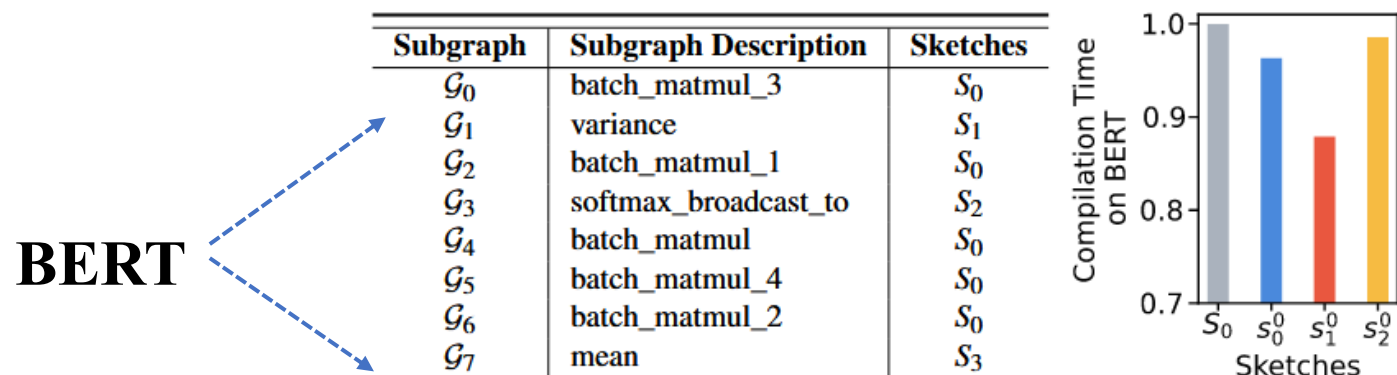 BERT
Subgraph Subgraph Description Sketches
𝒢₀ batch_matmul_3 S₀
𝒢₁ variance S₁
𝒢₂ batch_matmul_1 S₀
𝒢₃ softmax_broadcast_to S₂
𝒢₄ batch_matmul S₀
𝒢₅ batch_matmul_4 S₀
𝒢₆ batch_matmul_2 S₀
𝒢₇ mean S₃
Compilation Time
on BERT
1.0
0.9
0.8
0.7
S₀ s₀⁰ s₁⁰ s₂⁰
Sketches